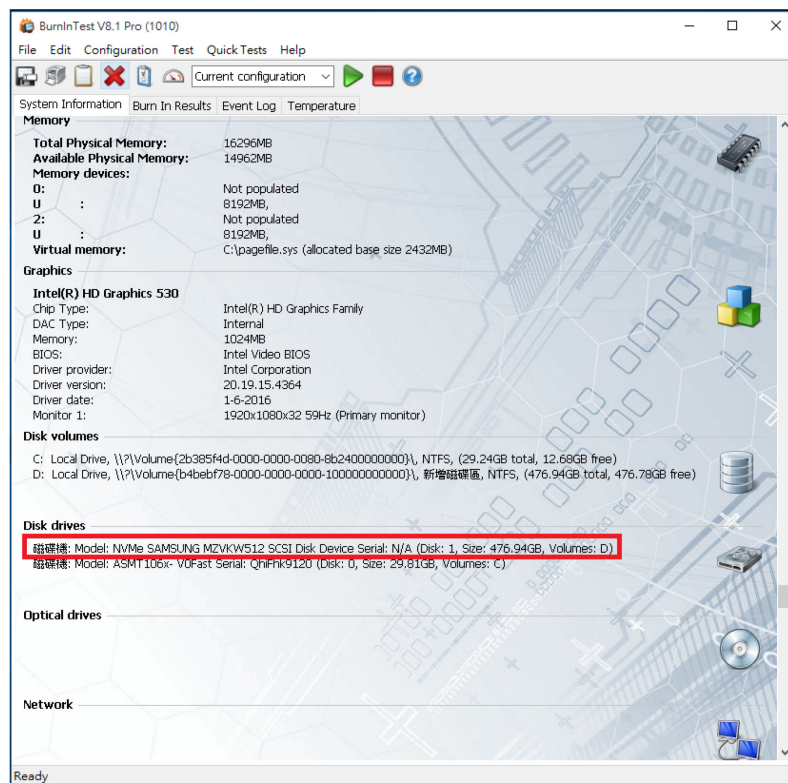 BurnInTest V8.1 Pro (1010)
File Edit Configuration Test Quick Tests Help
Current configuration
System Information Burn In Results Event Log Temperature
Memory
Total Physical Memory: 16296MB
Available Physical Memory: 14962MB
Memory devices:
0: Not populated
U : 8192MB,
2: Not populated
U : 8192MB,
Virtual memory: C:\pagefile.sys (allocated base size 2432MB)
Graphics
Intel(R) HD Graphics 530
Chip Type: Intel(R) HD Graphics Family
DAC Type: Internal
Memory: 1024MB
BIOS: Intel Video BIOS
Driver provider: Intel Corporation
Driver version: 20.19.15.4364
Driver date: 1-6-2016
Monitor 1: 1920x1080x32 59Hz (Primary monitor)
Disk volumes
C: Local Drive, \\?\Volume{2b385f4d-0000-0000-0080-8b2400000000}\, NTFS, (29.24GB total, 12.68GB free)
D: Local Drive, \\?\Volume{b4bebf78-0000-0000-0000-100000000000}\, 新增磁碟區, NTFS, (476.94GB total, 476.78GB free)
Disk drives
磁碟機: Model: NVMe SAMSUNG MZVKW512 SCSI Disk Device Serial: N/A (Disk: 1, Size: 476.94GB, Volumes: D)
磁碟機: Model: ASMT106x- V0Fast Serial: QhiFhk9120 (Disk: 0, Size: 29.81GB, Volumes: C)
Optical drives
Network
Ready